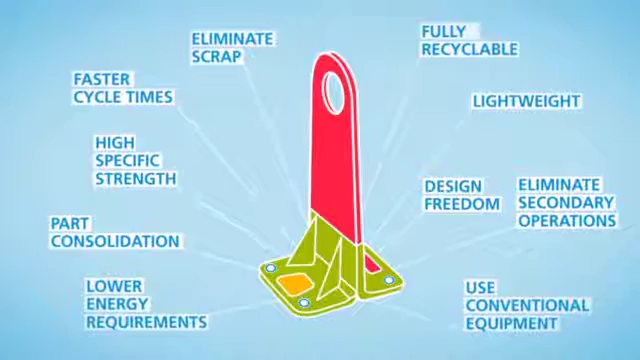 ELIMINATE
SCRAP
FULLY
RECYCLABLE
FASTER
CYCLE TIMES
LIGHTWEIGHT
HIGH
SPECIFIC
STRENGTH
DESIGN
FREEDOM
ELIMINATE
SECONDARY
OPERATIONS
PART
CONSOLIDATION
LOWER
ENERGY
REQUIREMENTS
USE
CONVENTIONAL
EQUIPMENT